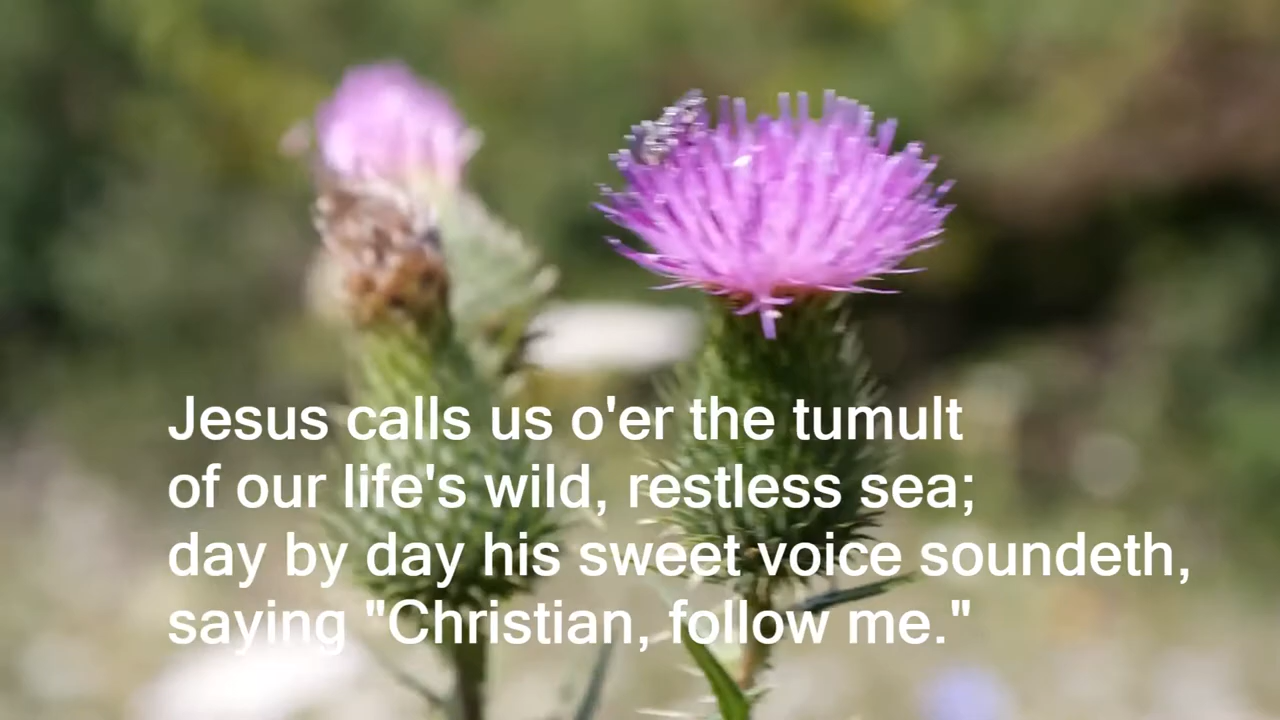 Jesus calls us o'er the tumult
of our life's wild, restless sea;
day by day his sweet voice soundeth,
saying "Christian, follow me."